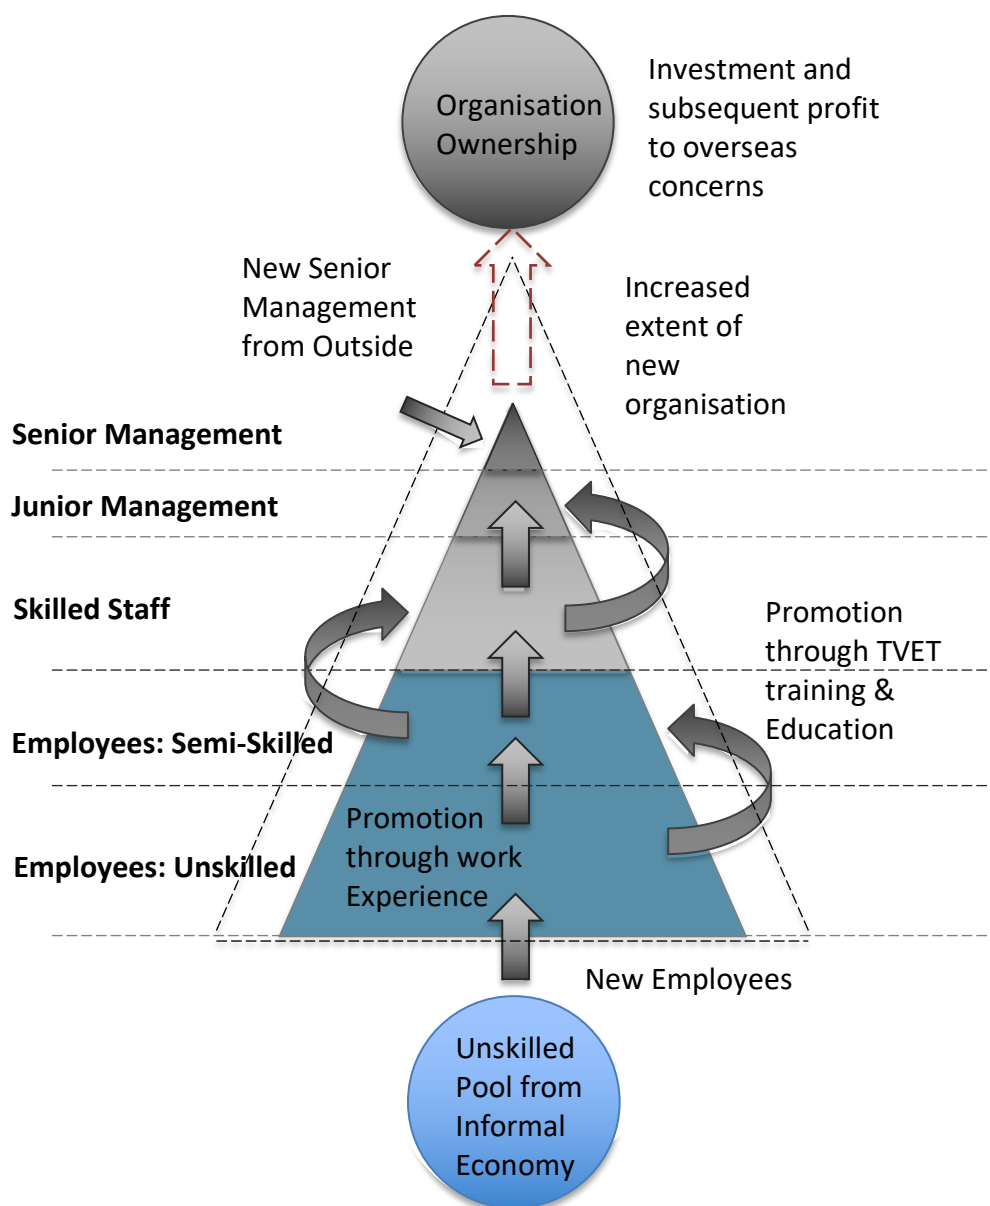 Organisation
Ownership
Investment and
subsequent profit
to overseas
concerns
New Senior
Management
from Outside
Increased
extent of
new
organisation
Senior Management
Junior Management
Skilled Staff
Promotion
through TVET
training &
Education
Employees: Semi-Skilled
Promotion
through work
Experience
Employees: Unskilled
New Employees
Unskilled
Pool from
Informal
Economy